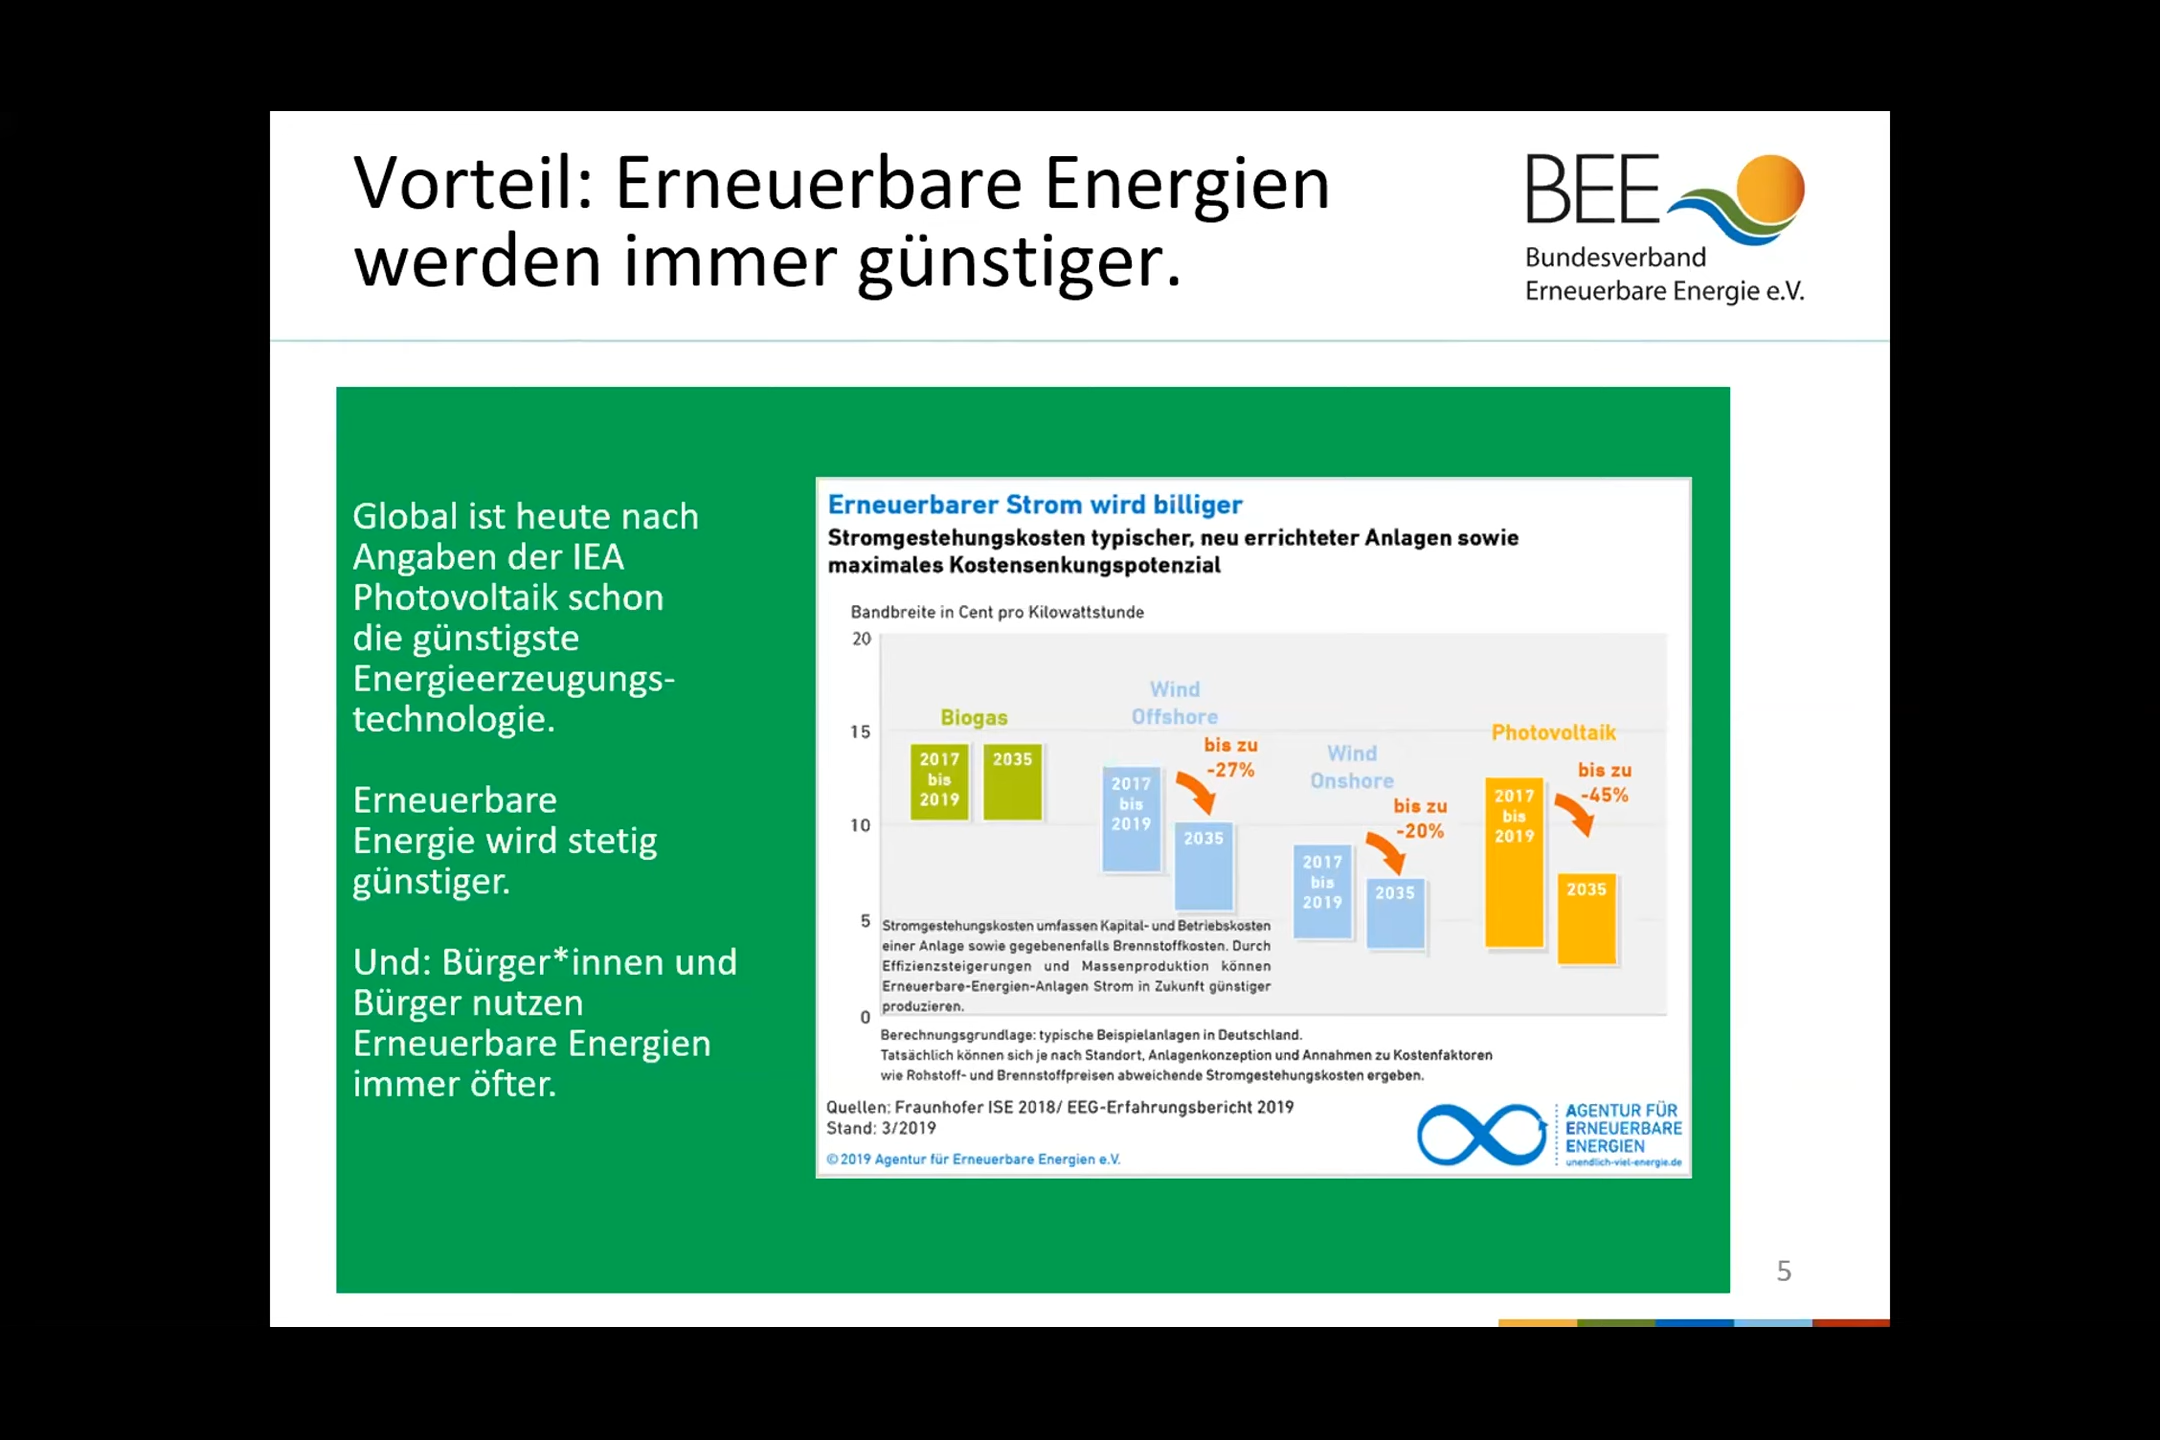 Vorteil: Erneuerbare Energien
werden immer günstiger.
BEE
Bundesverband
Erneuerbare Energie e.V.
Global ist heute nach
Angaben der IEA
Photovoltaik schon
die günstigste
Energieerzeugungs-
technologie.
Erneuerbare
Energie wird stetig
günstiger.
Und: Bürger*innen und
Bürger nutzen
Erneuerbare Energien
immer öfter.
Erneuerbarer Strom wird billiger
Stromgestehungskosten typischer, neu errichteter Anlagen sowie
maximales Kostensenkungspotenzial
Bandbreite in Cent pro Kilowattstunde
20
15
10
5
0
Biogas
2017
bis
2019
2035
Wind
Offshore
bis zu
-27%
2017
bis
2019
2035
Wind
Onshore
bis zu
-20%
2017
bis
2019
2035
Photovoltaik
bis zu
-45%
2017
bis
2019
2035
Stromgestehungskosten umfassen Kapital- und Betriebskosten
einer Anlage sowie gegebenenfalls Brennstoffkosten. Durch
Effizienzsteigerungen und Massenproduktion können
Erneuerbare-Energien-Anlagen Strom in Zukunft günstiger
produzieren.
Berechnungsgrundlage: typische Beispielanlagen in Deutschland.
Tatsächlich können sich je nach Standort, Anlagenkonzeption und Annahmen zu Kostenfaktoren
wie Rohstoff- und Brennstoffpreisen abweichende Stromgestehungskosten ergeben.
Quellen: Fraunhofer ISE 2018/ EEG-Erfahrungsbericht 2019
Stand: 3/2019
© 2019 Agentur für Erneuerbare Energien e.V.
AGENTUR FÜR
ERNEUERBARE
ENERGIEN
unendlich-viel-energie.de
5